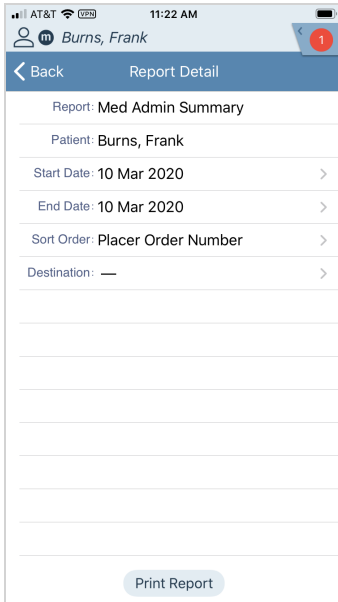 AT&T VPN 11:22 AM
m Burns, Frank 1
Back Report Detail
Report: Med Admin Summary
Patient: Burns, Frank
Start Date: 10 Mar 2020
End Date: 10 Mar 2020
Sort Order: Placer Order Number
Destination: —
Print Report